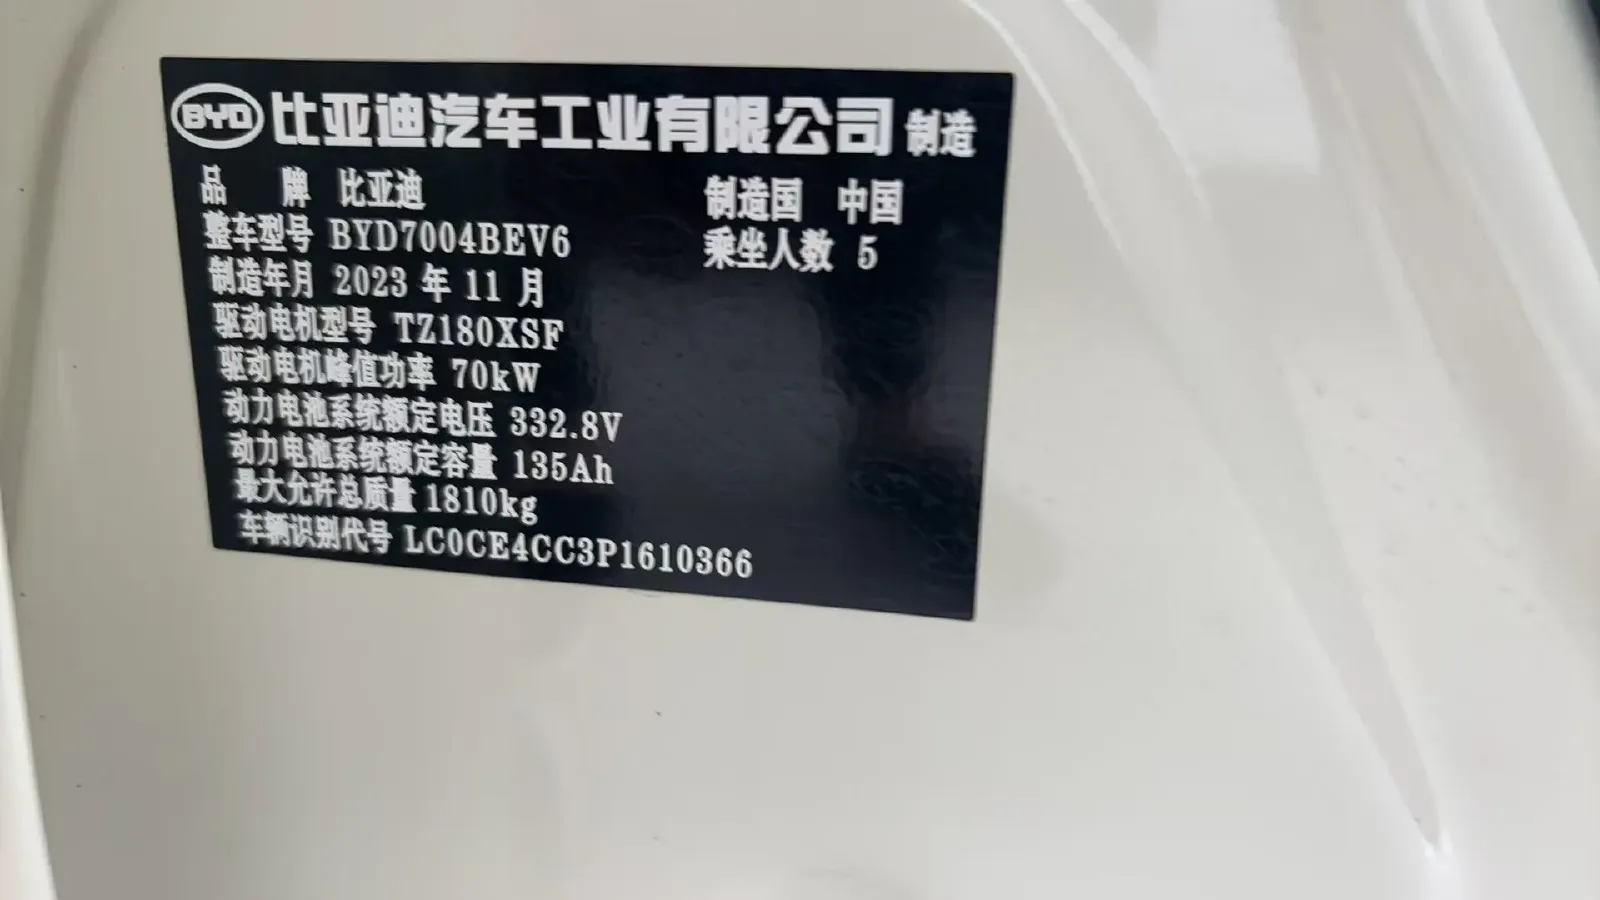 BYD 比亚迪汽车工业有限公司 制造
品 牌 比亚迪 制造国 中国
整车型号 BYD7004BEV6 乘坐人数 5
制造年月 2023 年 11 月
驱动电机型号 TZ180XSF
驱动电机峰值功率 70kW
动力电池系统额定电压 332.8V
动力电池系统额定容量 135Ah
最大允许总质量 1810kg
车辆识别代号 LC0CE4CC3P1610366